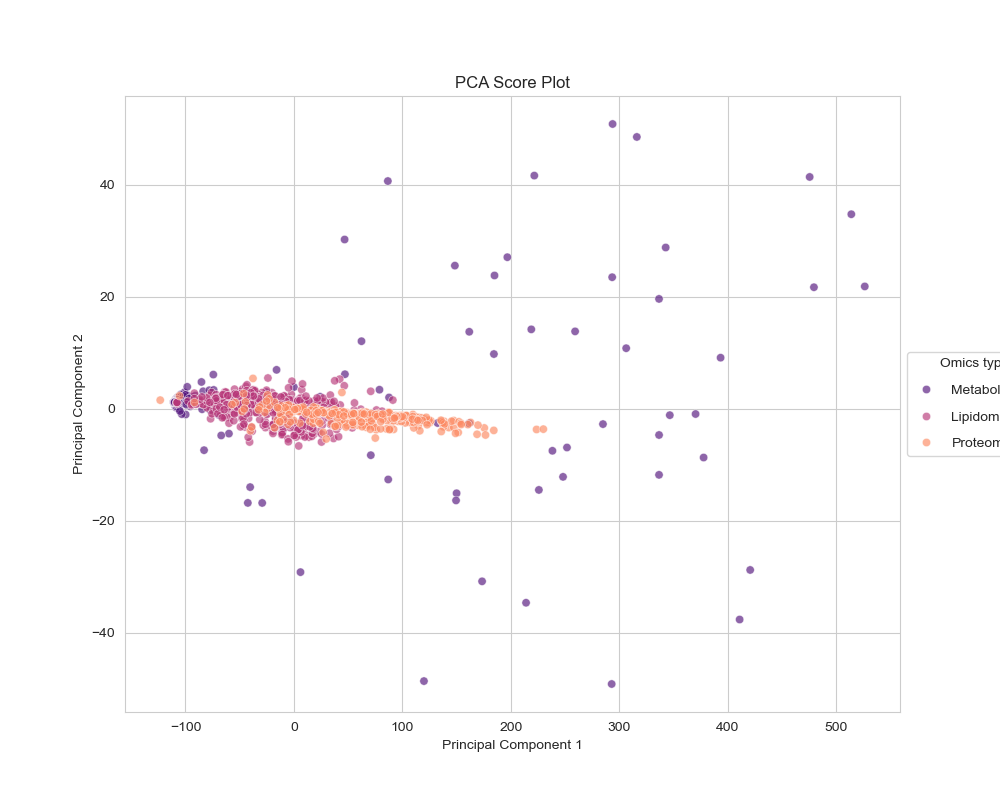 PCA Score Plot
40
20
0
−20
−40
Principal Component 2
−100
0
100
200
300
400
500
Principal Component 1
Omics typ
Metabol
Lipidom
Proteom